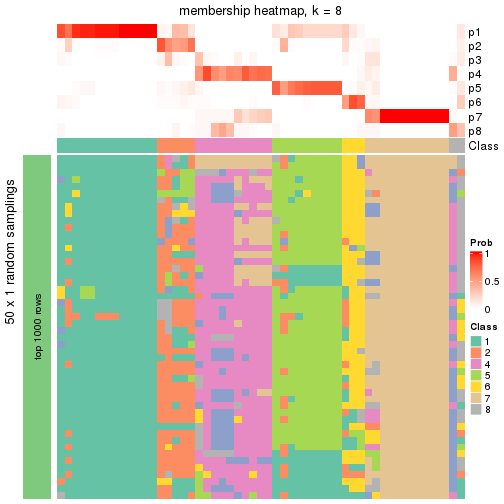 membership heatmap, k = 8
p1
p2
p3
p4
p5
p6
p7
p8
Class
50 x 1 random samplings
top 1000 rows
Prob
1
0.5
0
Class
1
2
4
5
6
7
8